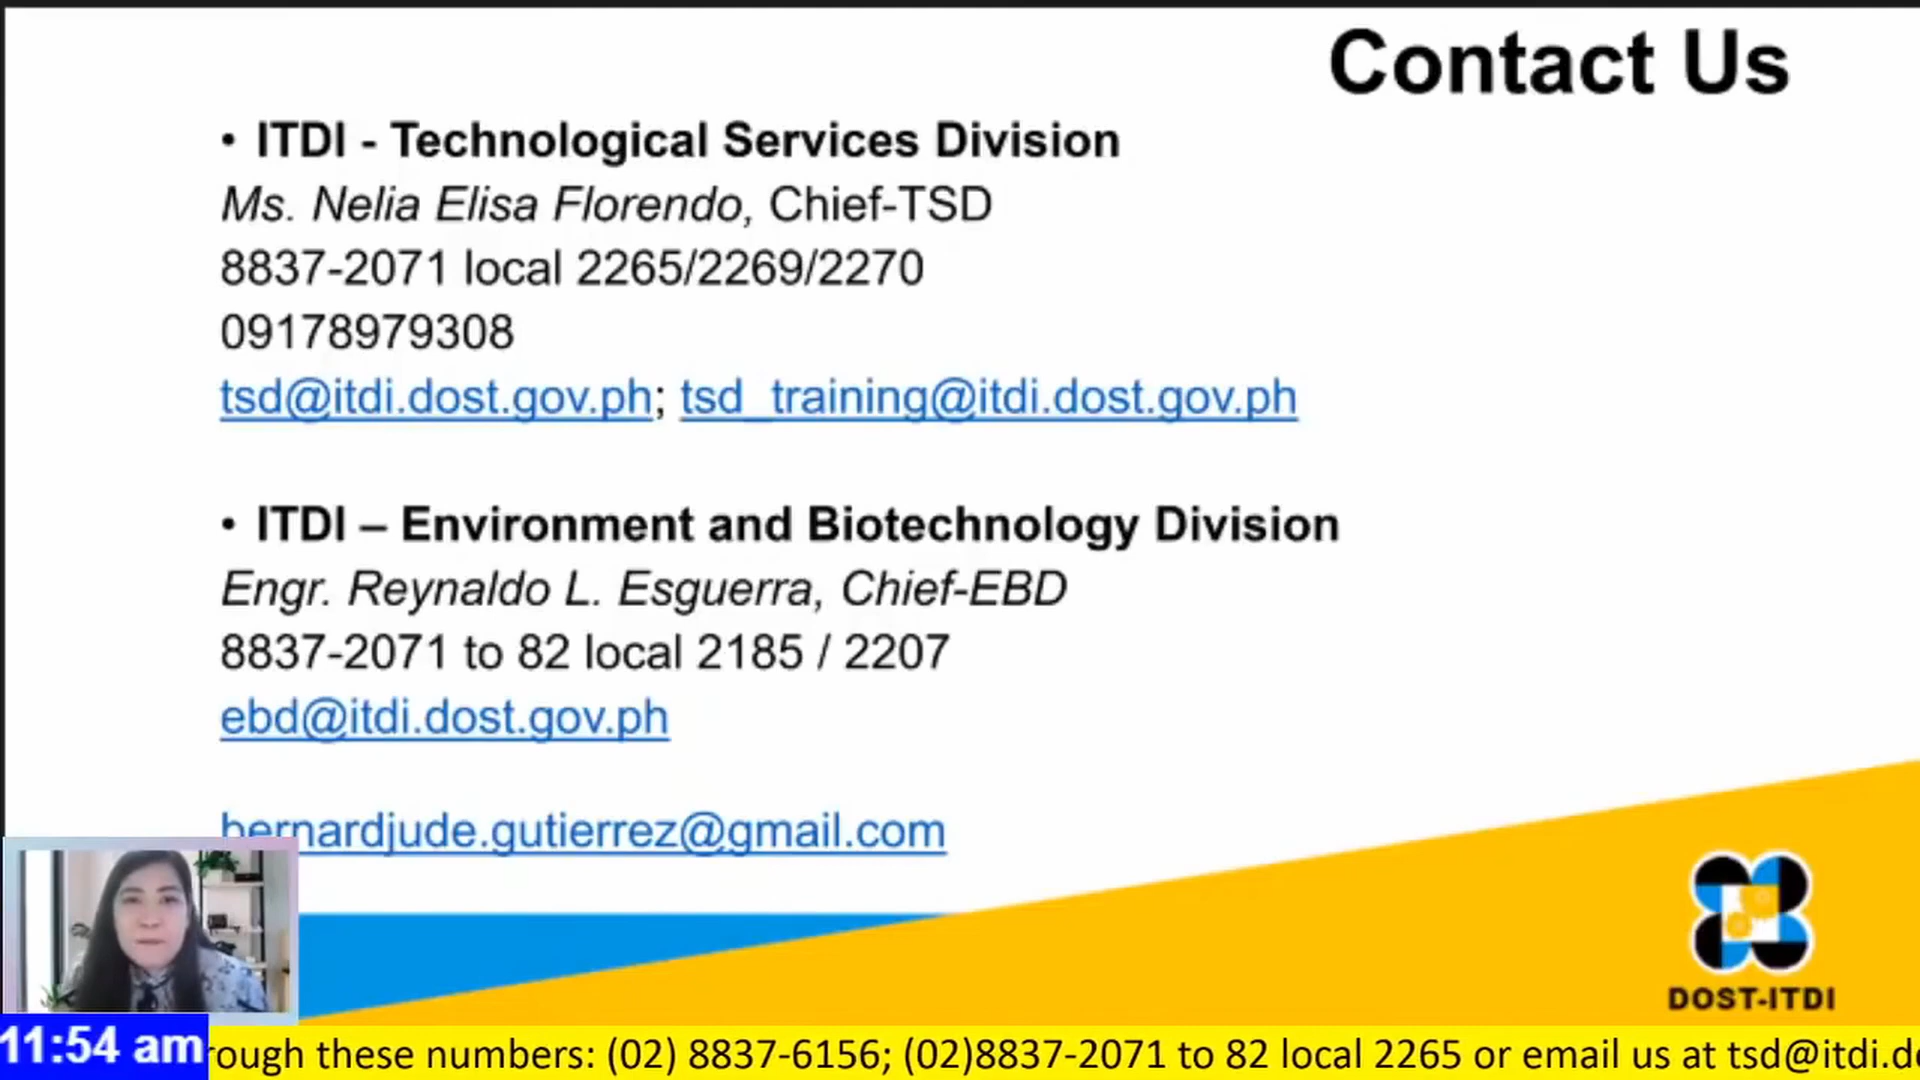 Contact Us
• ITDI - Technological Services Division
Ms. Nelia Elisa Florendo, Chief-TSD
8837-2071 local 2265/2269/2270
09178979308
tsd@itdi.dost.gov.ph; tsd_training@itdi.dost.gov.ph
• ITDI – Environment and Biotechnology Division
Engr. Reynaldo L. Esguerra, Chief-EBD
8837-2071 to 82 local 2185 / 2207
ebd@itdi.dost.gov.ph
bernardjude.gutierrez@gmail.com
DOST-ITDI
11:54 am
rough these numbers: (02) 8837-6156; (02)8837-2071 to 82 local 2265 or email us at tsd@itdi.d